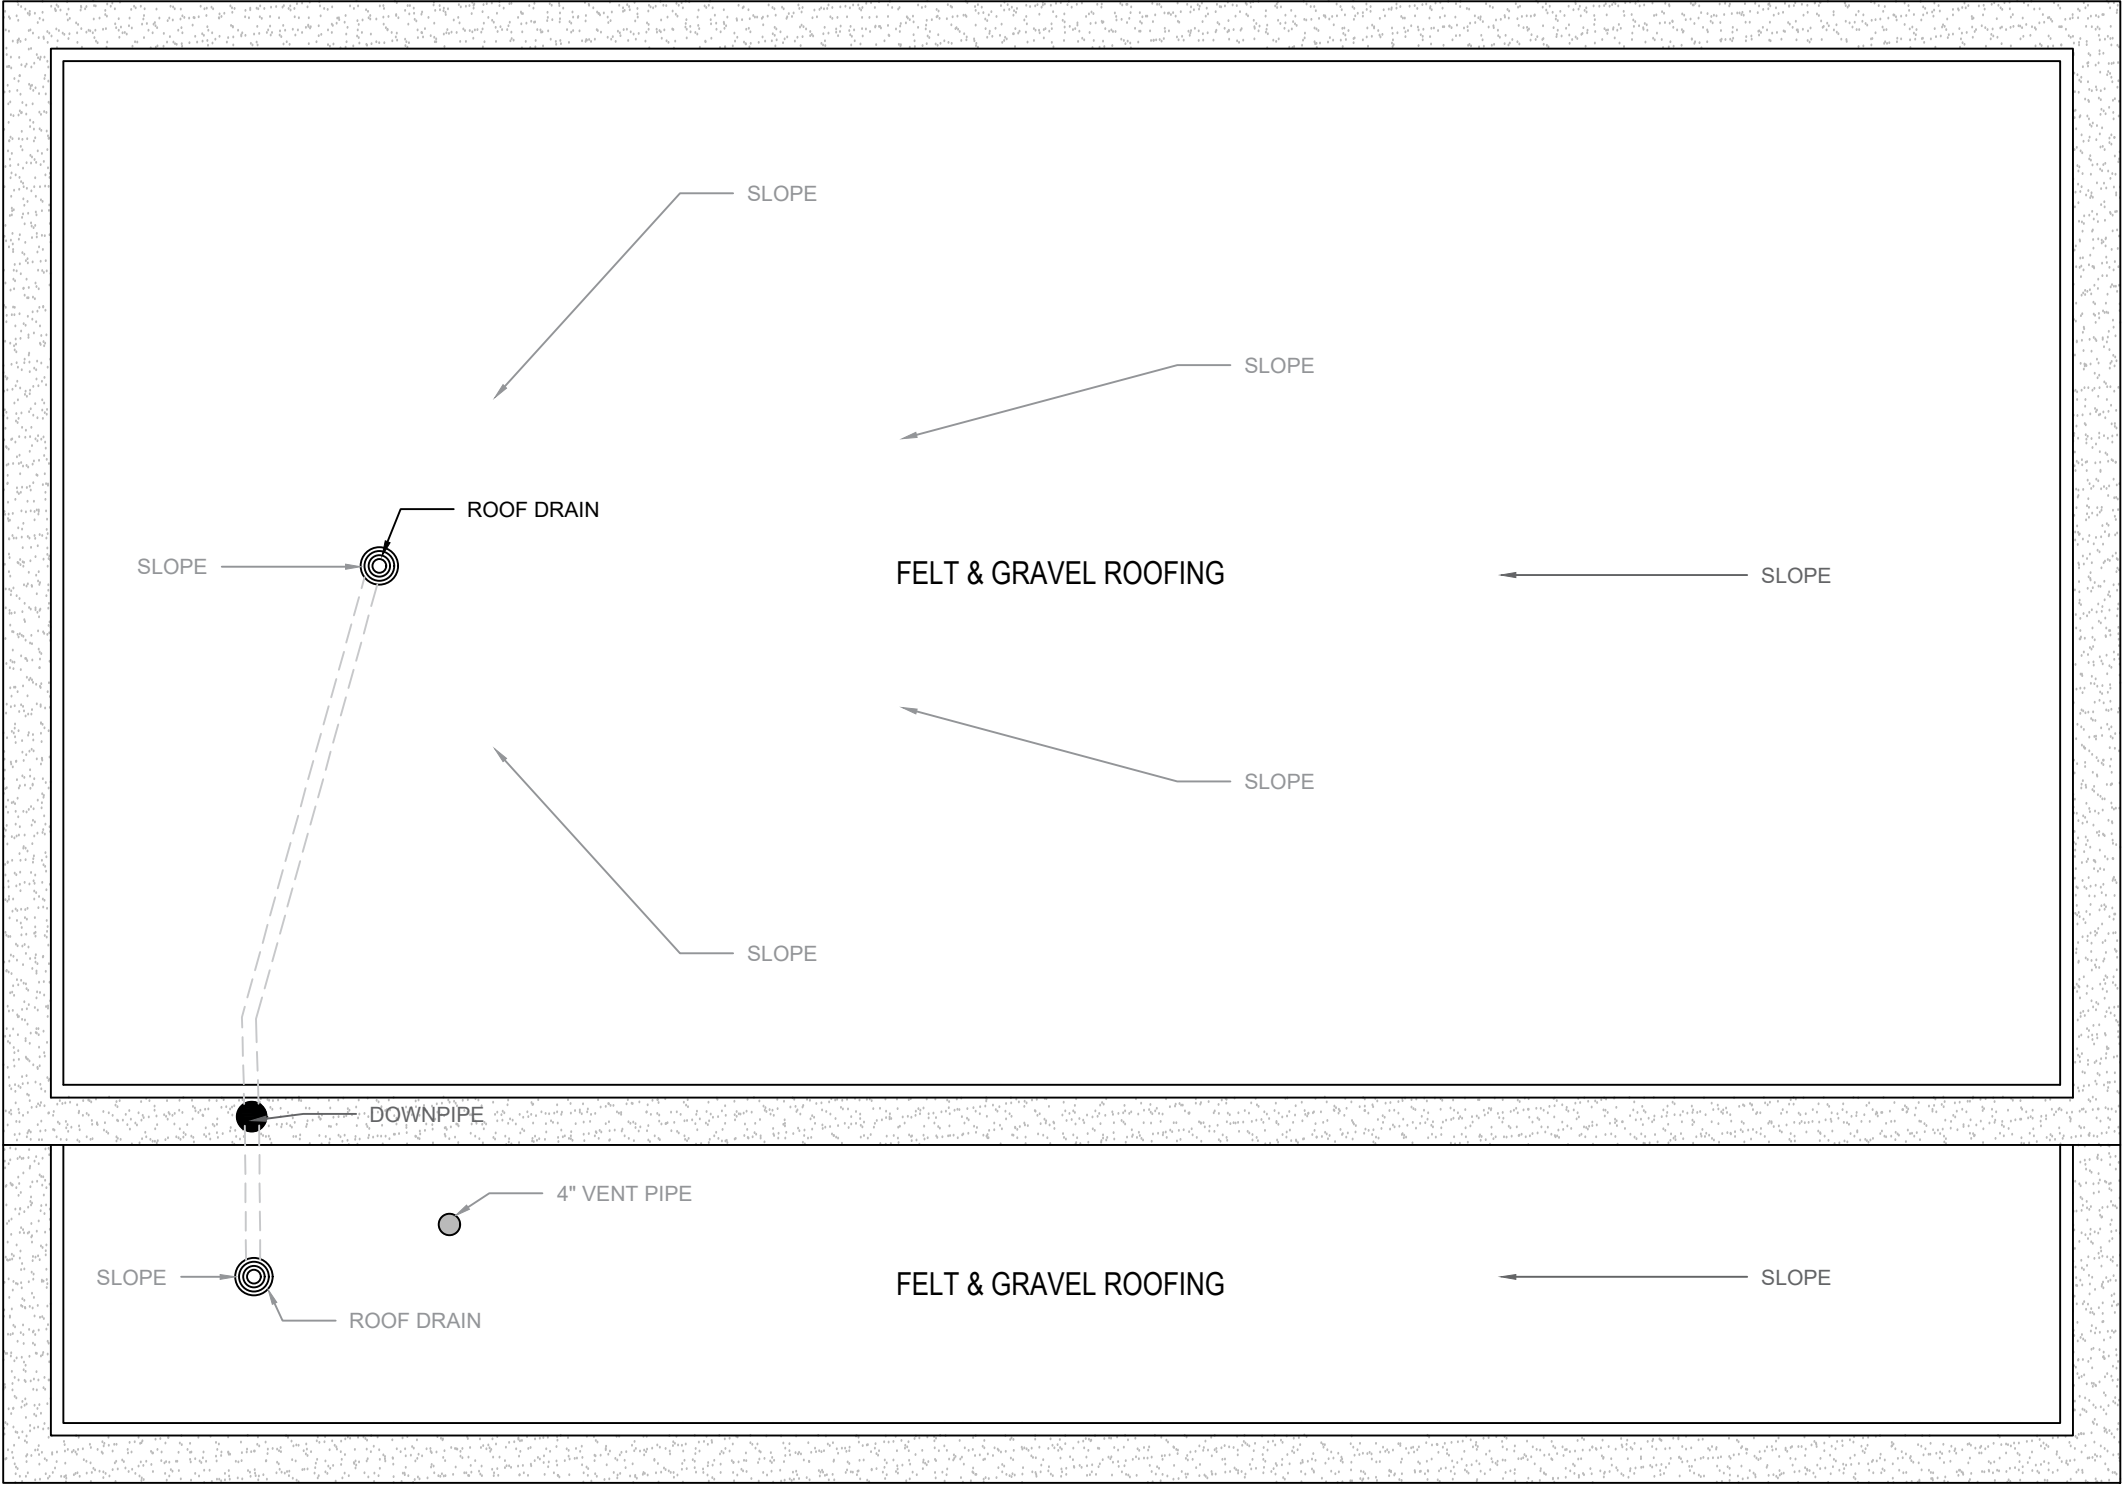 SLOPE
SLOPE
ROOF DRAIN
SLOPE
FELT & GRAVEL ROOFING
SLOPE
SLOPE
SLOPE
DOWNPIPE
4" VENT PIPE
SLOPE
FELT & GRAVEL ROOFING
SLOPE
ROOF DRAIN